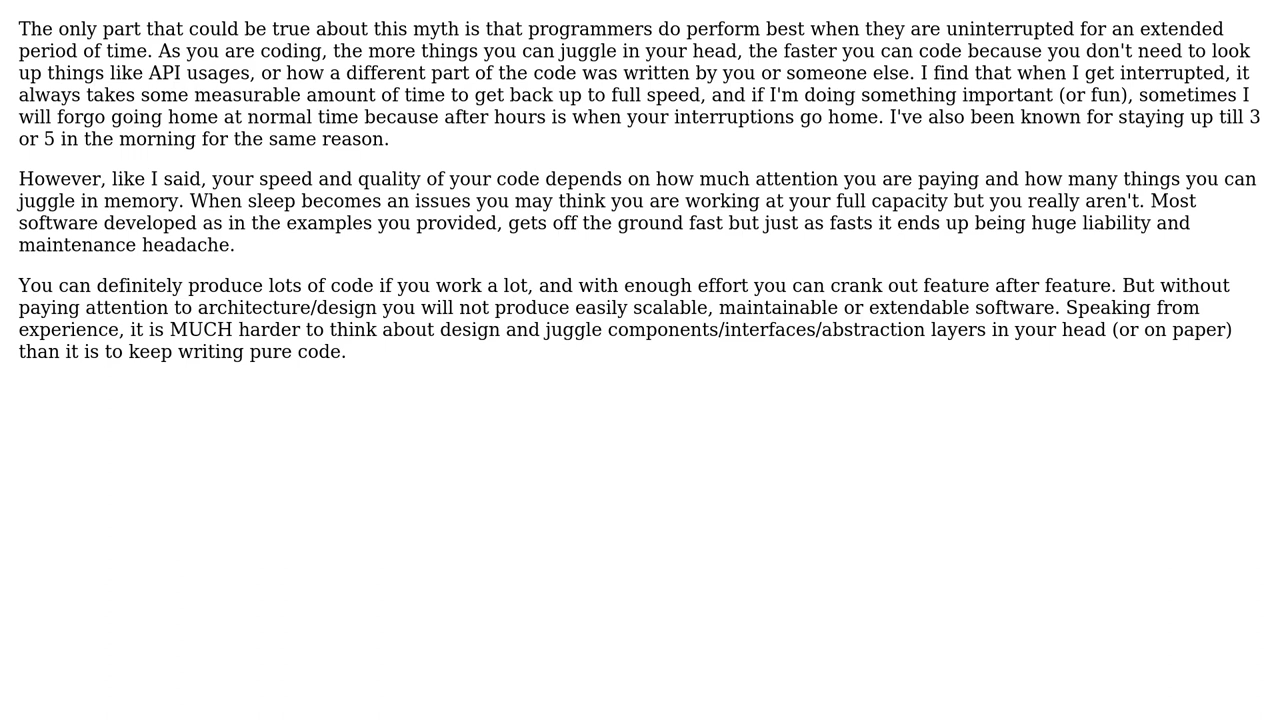 The only part that could be true about this myth is that programmers do perform best when they are uninterrupted for an extended
period of time. As you are coding, the more things you can juggle in your head, the faster you can code because you don't need to look
up things like API usages, or how a different part of the code was written by you or someone else. I find that when I get interrupted, it
always takes some measurable amount of time to get back up to full speed, and if I'm doing something important (or fun), sometimes I
will forgo going home at normal time because after hours is when your interruptions go home. I've also been known for staying up till 3
or 5 in the morning for the same reason.
However, like I said, your speed and quality of your code depends on how much attention you are paying and how many things you can
juggle in memory. When sleep becomes an issues you may think you are working at your full capacity but you really aren't. Most
software developed as in the examples you provided, gets off the ground fast but just as fasts it ends up being huge liability and
maintenance headache.
You can definitely produce lots of code if you work a lot, and with enough effort you can crank out feature after feature. But without
paying attention to architecture/design you will not produce easily scalable, maintainable or extendable software. Speaking from
experience, it is MUCH harder to think about design and juggle components/interfaces/abstraction layers in your head (or on paper)
than it is to keep writing pure code.